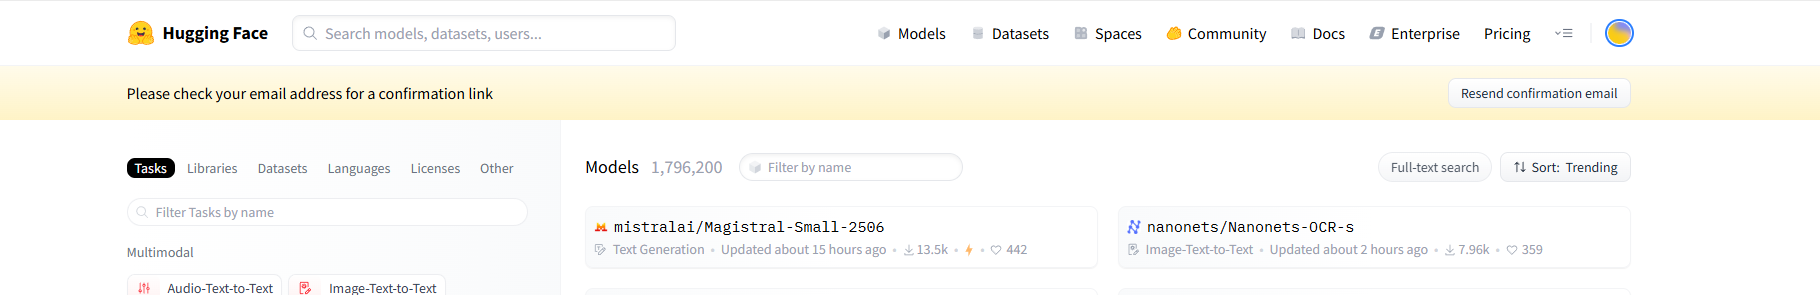 Hugging Face
Search models, datasets, users...
Models
Datasets
Spaces
Community
Docs
Enterprise
Pricing
Please check your email address for a confirmation link
Resend confirmation email
Tasks
Libraries
Datasets
Languages
Licenses
Other
Filter Tasks by name
Multimodal
Audio-Text-to-Text
Image-Text-to-Text
Models 1,796,200
Filter by name
Full-text search
Sort: Trending
mistralai/Magistral-Small-2506
Text Generation • Updated about 15 hours ago • 13.5k • • 442
nanonets/Nanonets-OCR-s
Image-Text-to-Text • Updated about 2 hours ago • 7.96k • 359